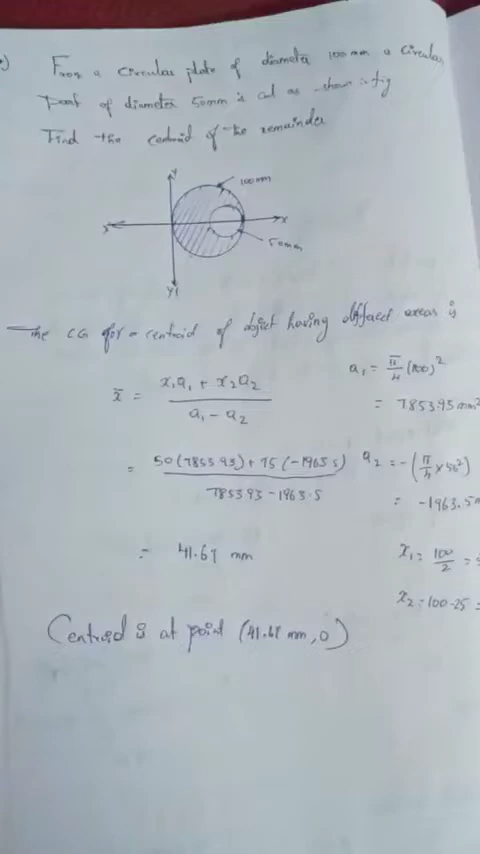 From a circular plate of diameter 100 mm a circular
part of diameter 50mm is cut as shown in fig
Find the centroid of the remainder
Y
100mm
X
50mm
Y1
The CG for a centroid of object having different areas is
x̄ = (x₁a₁ + x₂a₂) / (a₁ - a₂)
a₁ = π/4 (100)²
= 7853.93 mm²
= (50(7853.93) + 75(-1963.5)) / (7853.93 - 1963.5)
a₂ = -(π/4 × 50²)
= -1963.5
= 41.67 mm
x₁ = 100/2 =
x₂ = 100-25 =
Centroid is at point (41.67 mm, 0)